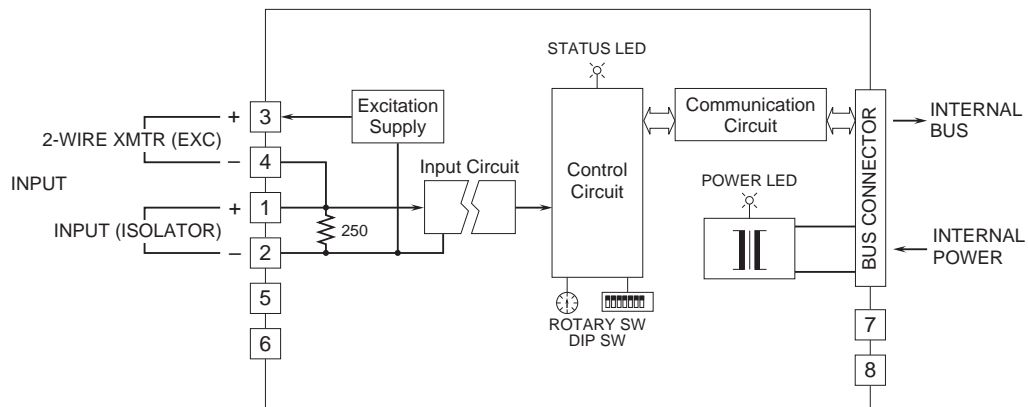 STATUS LED
+
3
Excitation
Supply
Communication
Circuit
INTERNAL
BUS
2-WIRE XMTR (EXC)
–
4
Input Circuit
Control
Circuit
BUS CONNECTOR
INPUT
POWER LED
+
1
INPUT (ISOLATOR)
250
–
2
INTERNAL
POWER
5
6
ROTARY SW
DIP SW
7
8